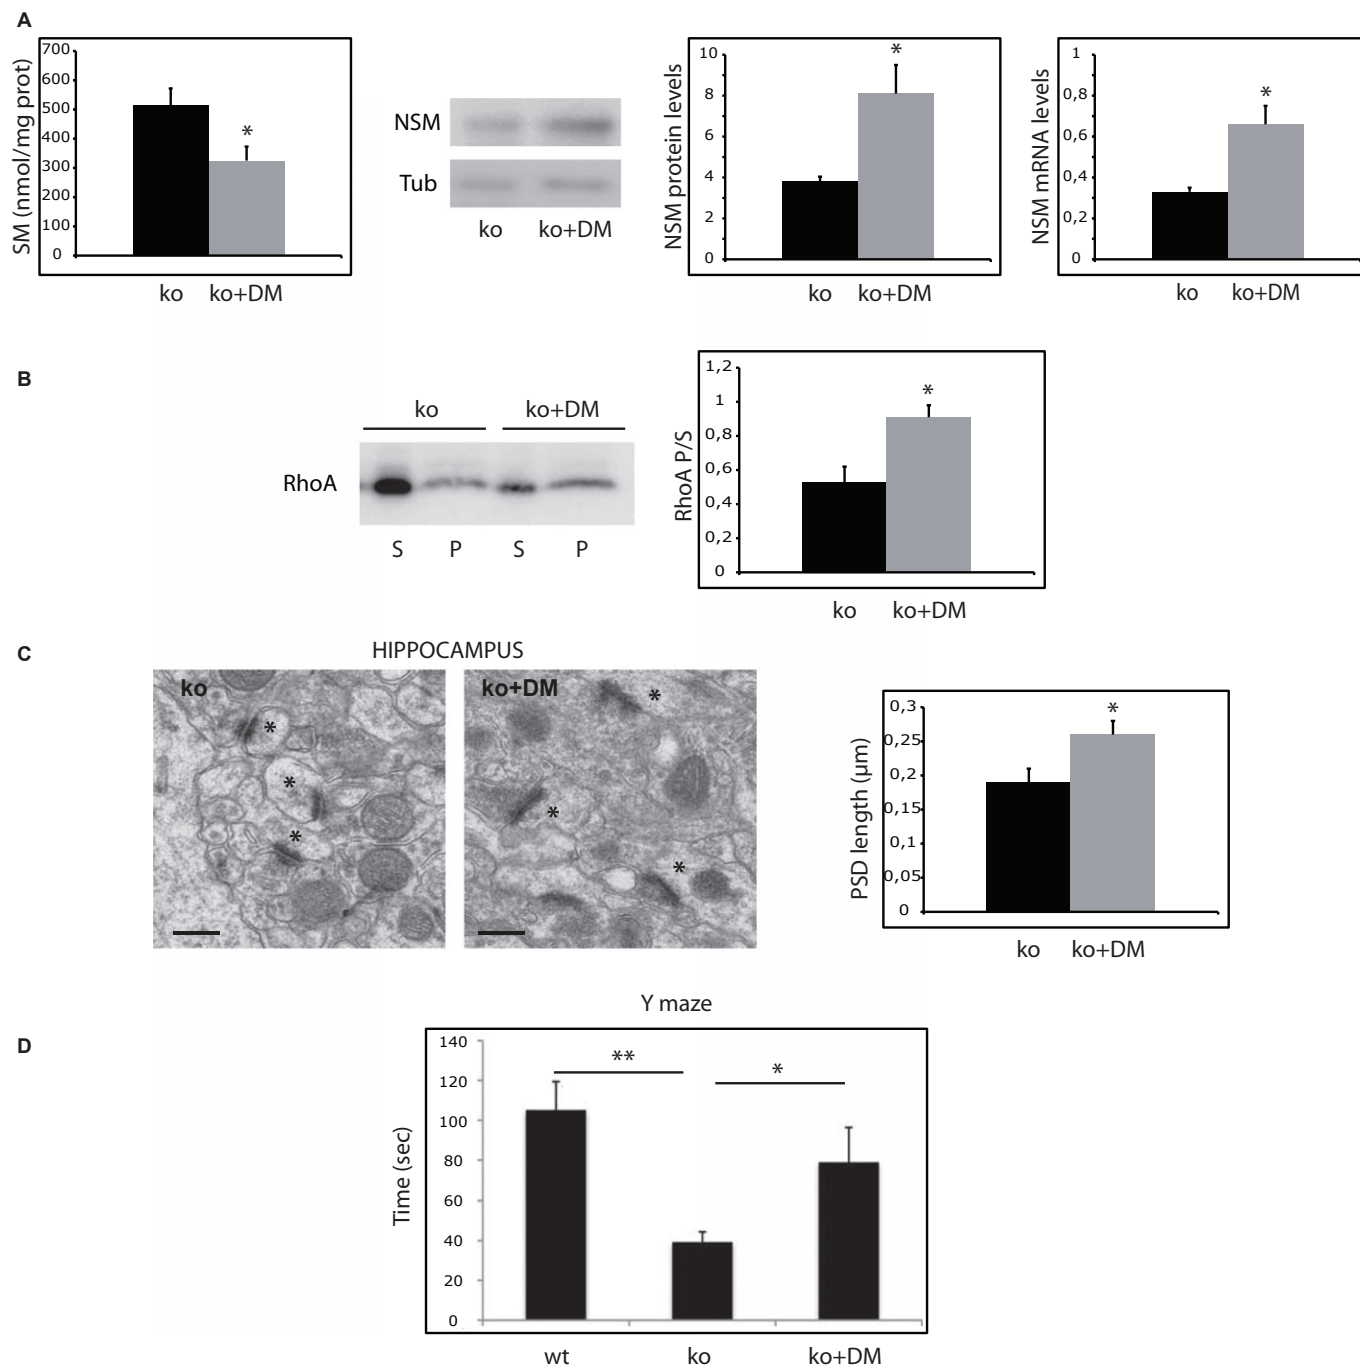 A
SM (nmol/mg prot)
700
600
500
400
300
200
100
0
*
ko ko+DM
NSM
Tub
ko ko+DM
NSM protein levels
10
8
6
4
2
0
*
ko ko+DM
NSM mRNA levels
1
0,8
0,6
0,4
0,2
0
*
ko ko+DM
B
ko ko+DM
RhoA
S P S P
RhoA P/S
1,2
1
0,8
0,6
0,4
0,2
0
*
ko ko+DM
C
HIPPOCAMPUS
ko
*
*
*
ko+DM
*
*
*
PSD length (µm)
0,3
0,25
0,2
0,15
0,1
0,05
0
*
ko ko+DM
D
Y maze
Time (sec)
140
120
100
80
60
40
20
0
**
*
wt ko ko+DM